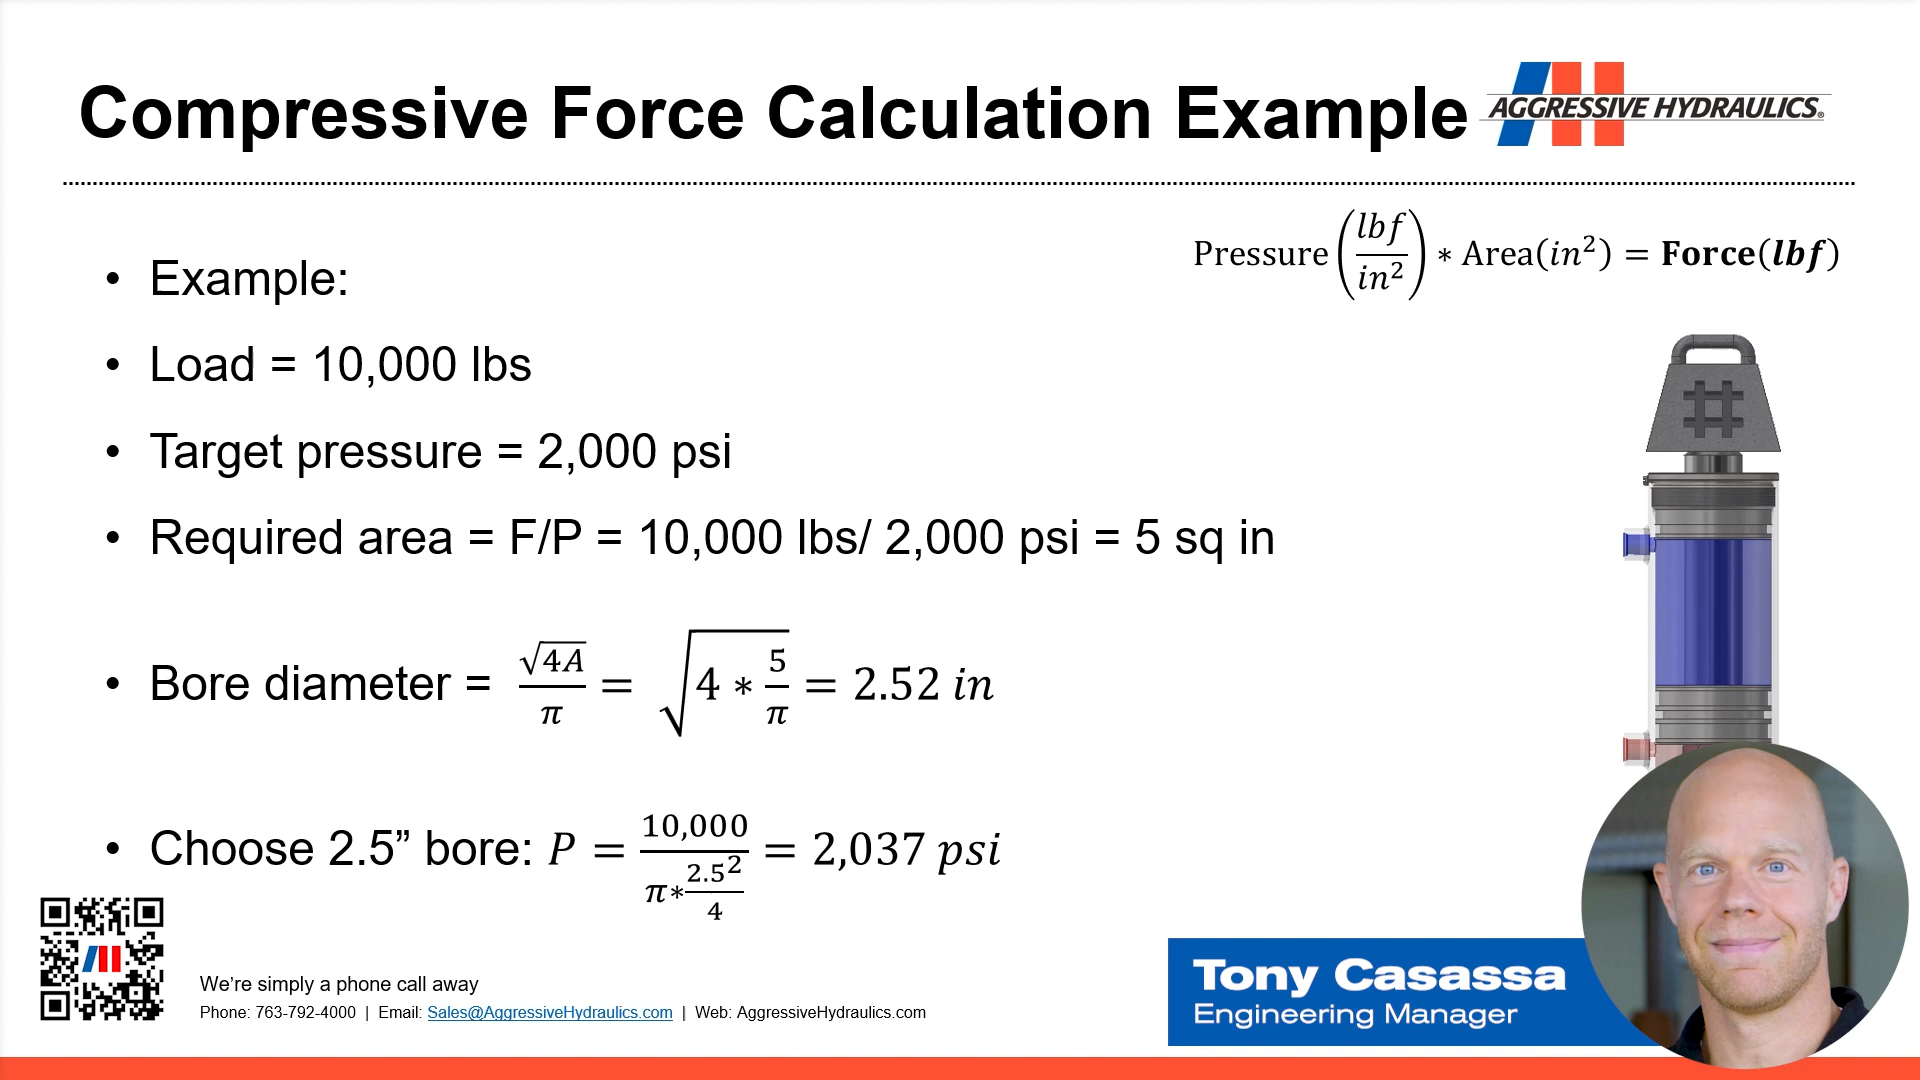 Compressive Force Calculation Example
AGGRESSIVE HYDRAULICS®
Pressure(lbf/in²) * Area(in²) = Force(lbf)
• Example:
• Load = 10,000 lbs
• Target pressure = 2,000 psi
• Required area = F/P = 10,000 lbs/ 2,000 psi = 5 sq in
• Bore diameter = √4A/π = √(4 * 5/π) = 2.52 in
• Choose 2.5” bore: P = 10,000/(π*2.5²/4) = 2,037 psi
We’re simply a phone call away
Phone: 763-792-4000 | Email: Sales@AggressiveHydraulics.com | Web: AggressiveHydraulics.com
Tony Casassa
Engineering Manager